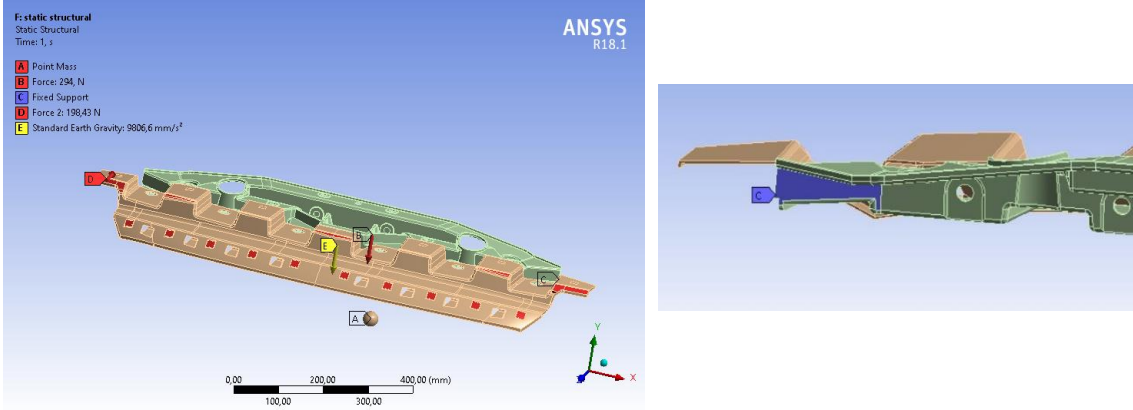 F: static structural
Static Structural
Time: 1, s
A Point Mass
B Force: 294, N
C Fixed Support
D Force 2: 198,43 N
E Standard Earth Gravity: 9806,6 mm/s²
ANSYS
R18.1
D
B
E
C
A
C
Y
X
Z
0,00 200,00 400,00 (mm)
100,00 300,00